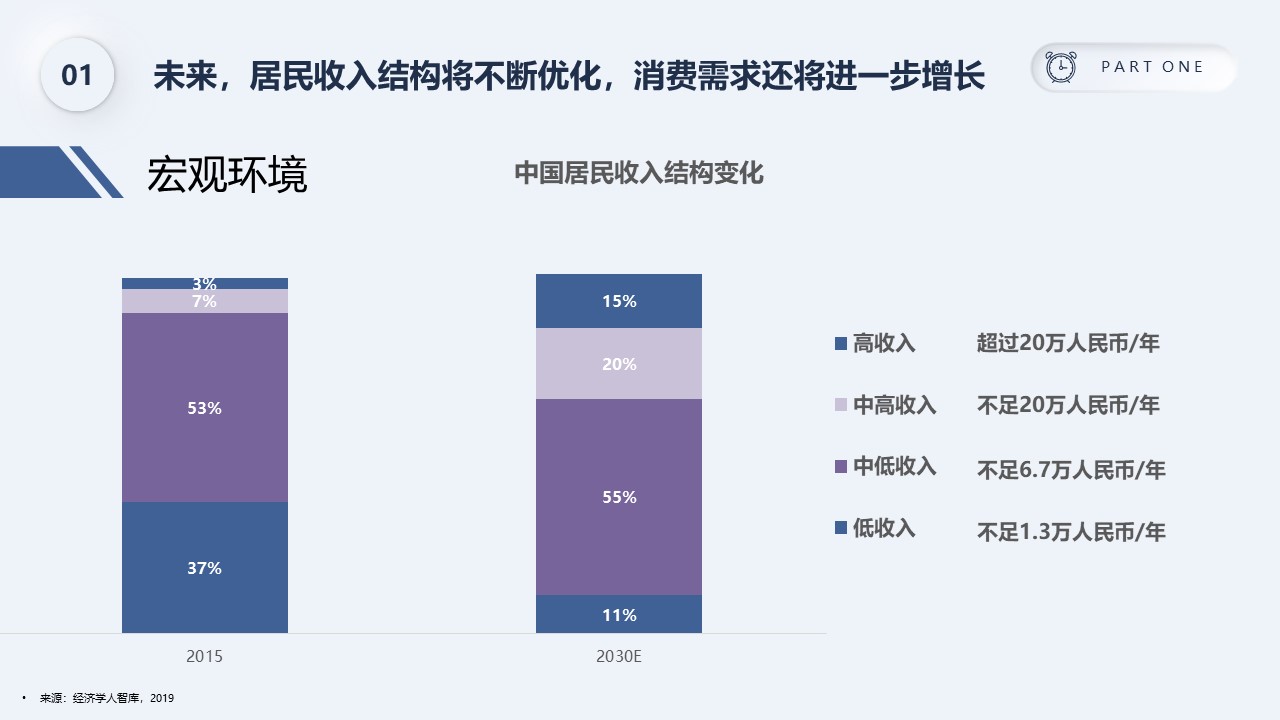 01
未来，居民收入结构将不断优化，消费需求还将进一步增长
PART ONE
宏观环境
中国居民收入结构变化
3%
7%
53%
37%
15%
20%
55%
11%
2015
2030E
高收入 超过20万人民币/年
中高收入 不足20万人民币/年
中低收入 不足6.7万人民币/年
低收入 不足1.3万人民币/年
• 来源：经济学人智库，2019